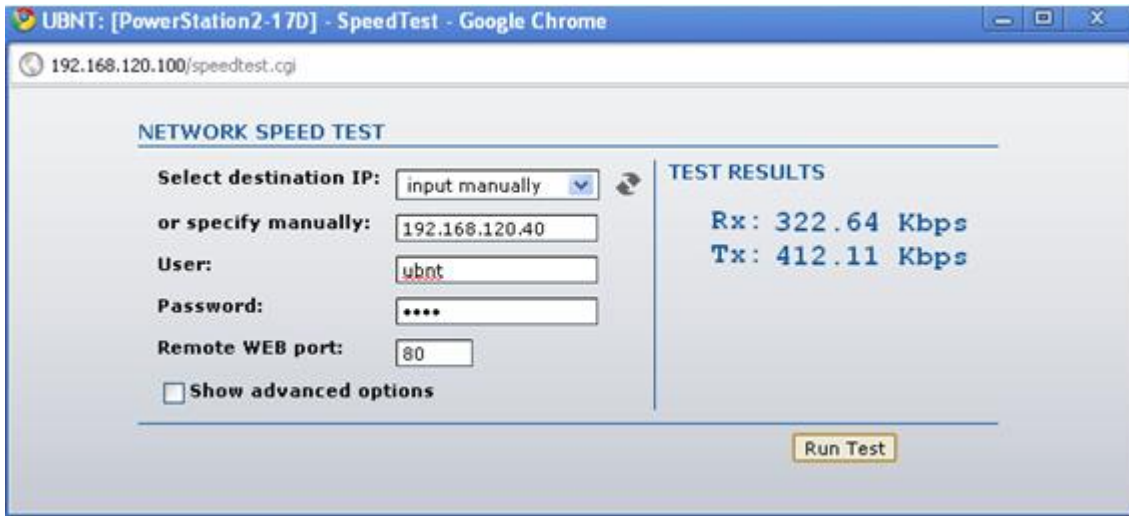 UBNT: [PowerStation2-17D] - SpeedTest - Google Chrome
192.168.120.100/speedtest.cgi
NETWORK SPEED TEST
Select destination IP: input manually
or specify manually: 192.168.120.40
User: ubnt
Password: ••••
Remote WEB port: 80
Show advanced options
TEST RESULTS
Rx: 322.64 Kbps
Tx: 412.11 Kbps
Run Test